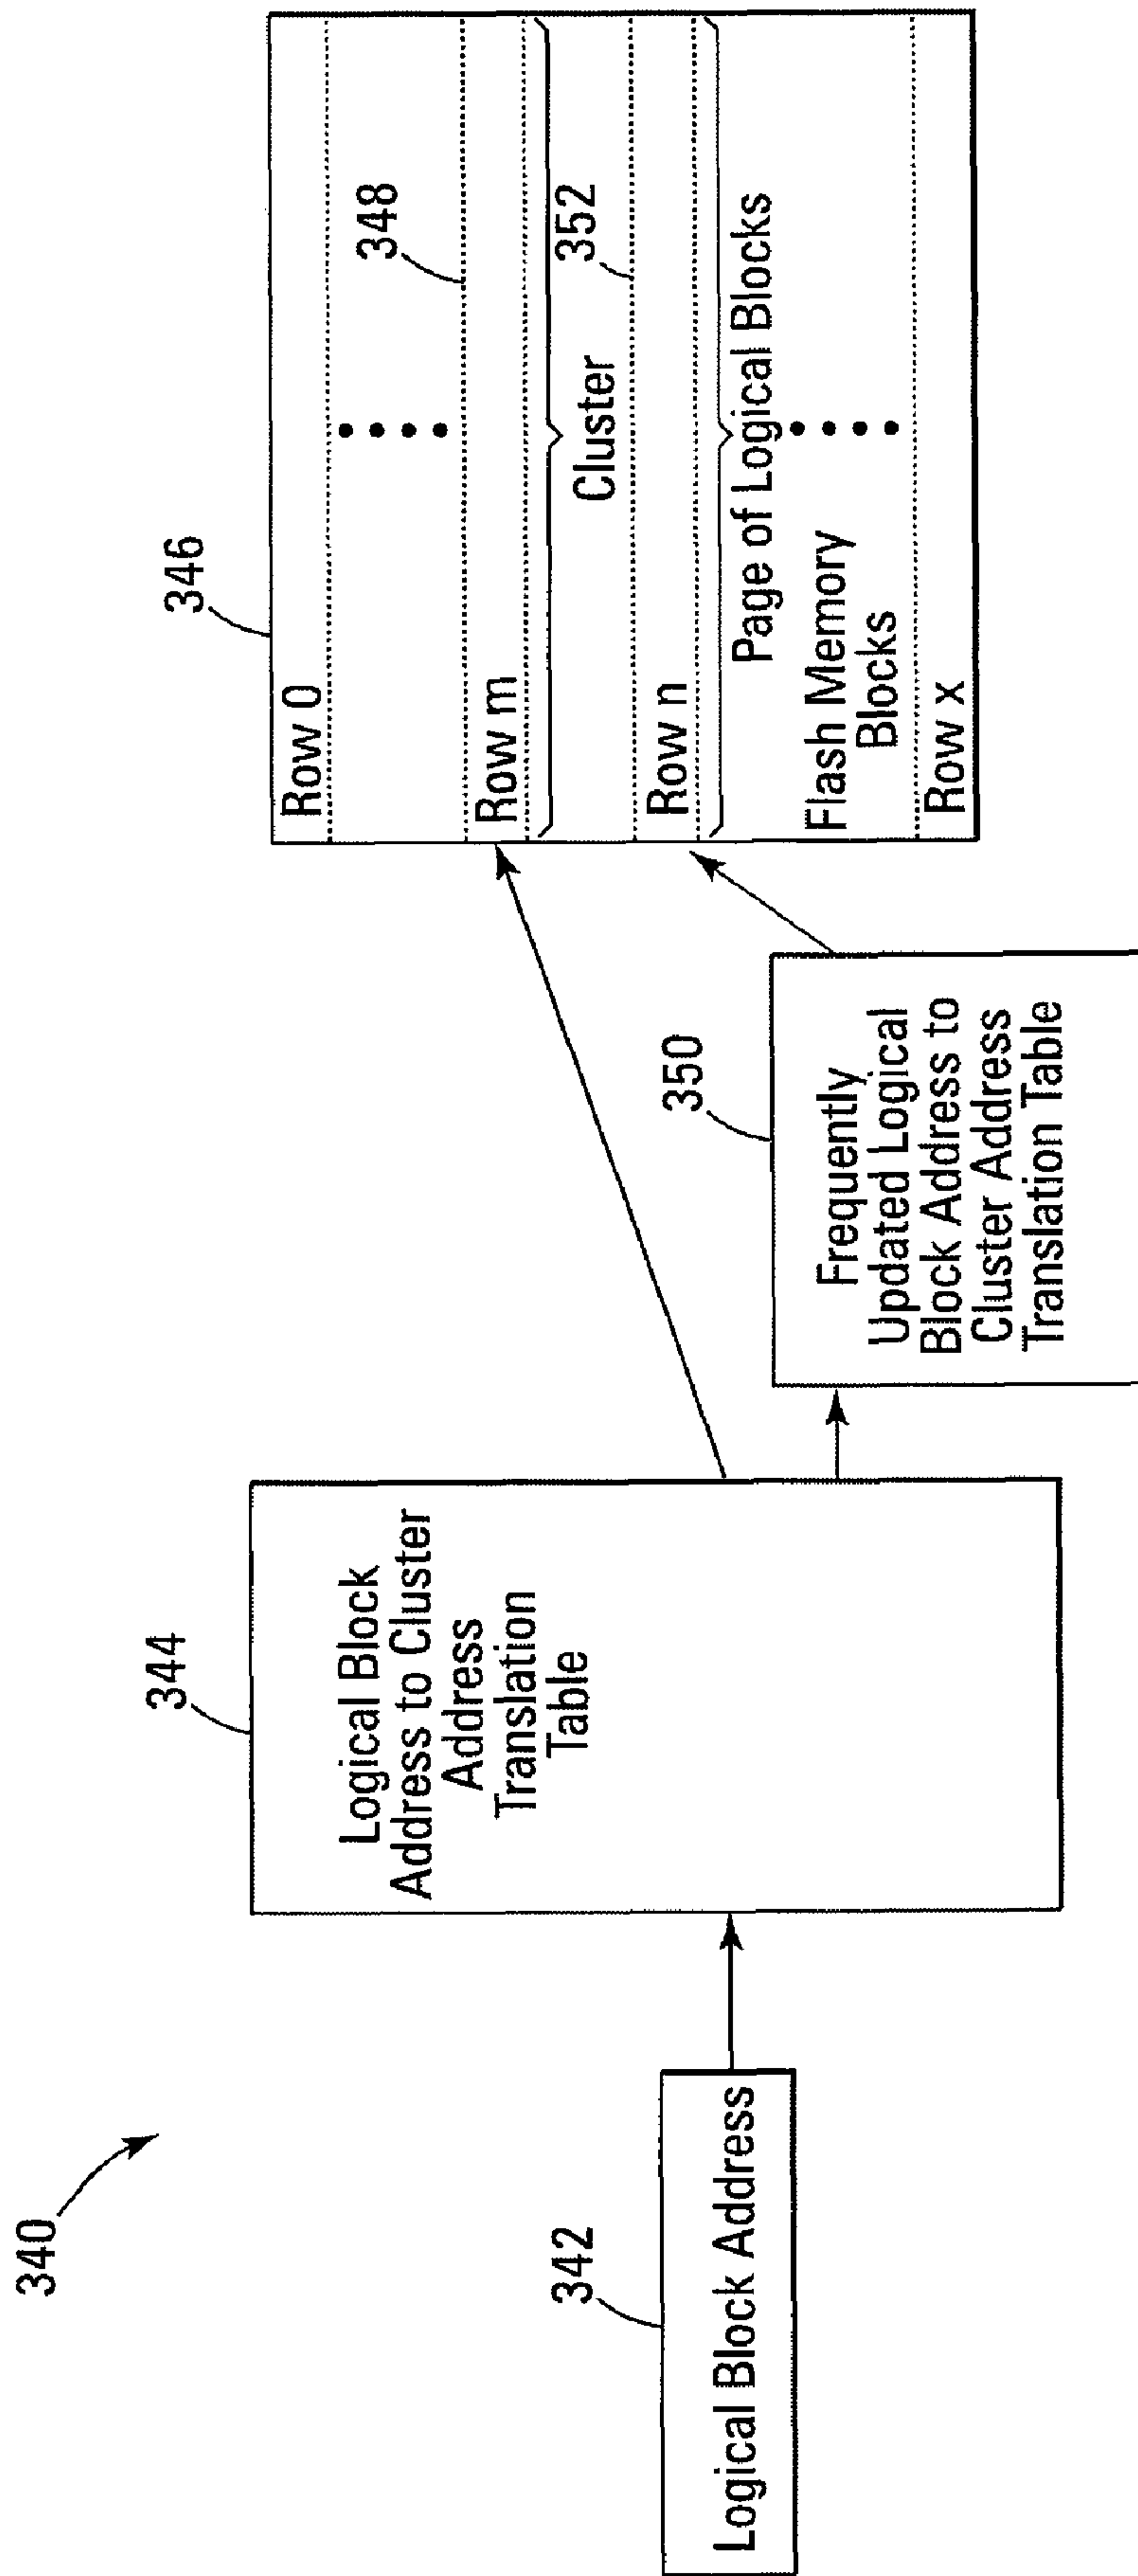 340
342
Logical Block Address
344
Logical Block
Address to Cluster
Address
Translation
Table
350
Frequently
Updated Logical
Block Address to
Cluster Address
Translation Table
346
Row 0
348
Row m
Cluster
352
Row n
Page of Logical Blocks
Flash Memory
Blocks
Row x